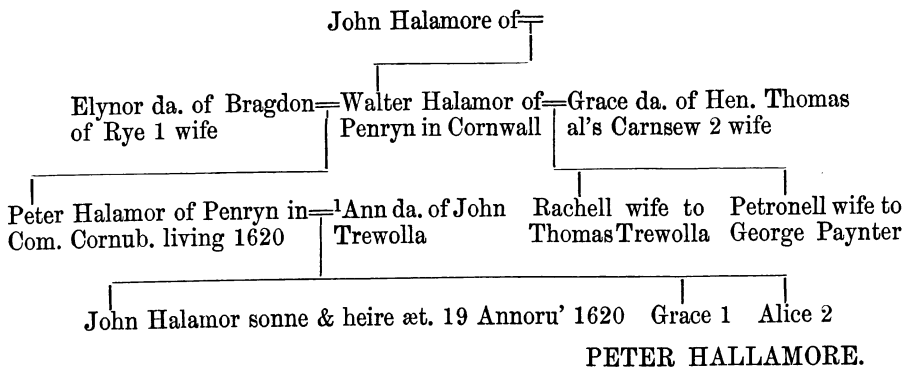 John Halamore of
Elynor da. of Bragdon Walter Halamor of Grace da. of Hen. Thomas
of Rye 1 wife Penryn in Cornwall al's Carnsew 2 wife
Peter Halamor of Penryn in ¹Ann da. of John Rachell wife to Petronell wife to
Com. Cornub. living 1620 Trewolla Thomas Trewolla George Paynter
John Halamor sonne & heire æt. 19 Annoru' 1620 Grace 1 Alice 2
PETER HALLAMORE.